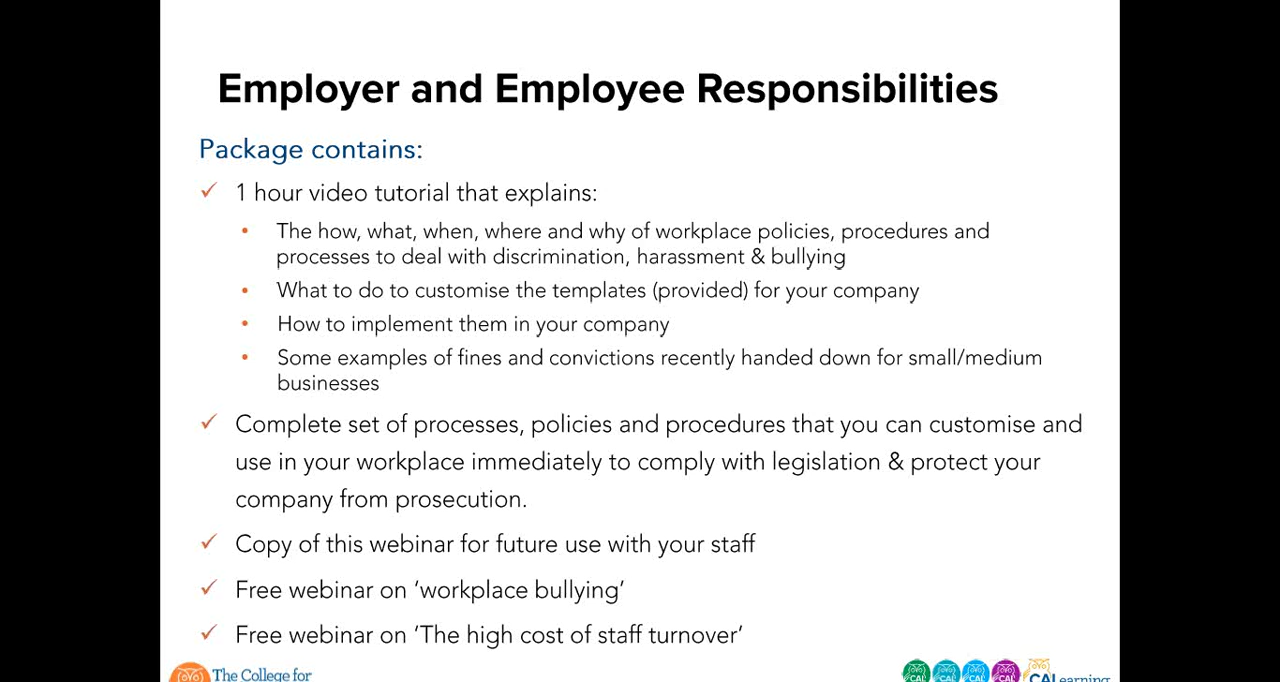 Employer and Employee Responsibilities
Package contains:
✓ 1 hour video tutorial that explains:
• The how, what, when, where and why of workplace policies, procedures and
processes to deal with discrimination, harassment & bullying
• What to do to customise the templates (provided) for your company
• How to implement them in your company
• Some examples of fines and convictions recently handed down for small/medium
businesses
✓ Complete set of processes, policies and procedures that you can customise and
use in your workplace immediately to comply with legislation & protect your
company from prosecution.
✓ Copy of this webinar for future use with your staff
✓ Free webinar on ‘workplace bullying’
✓ Free webinar on ‘The high cost of staff turnover’
The College for
CAL CAL CAL CAL CALearning